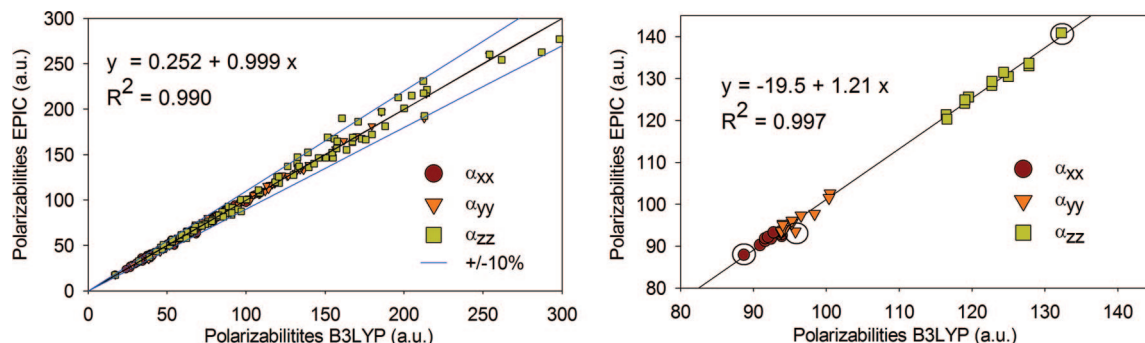 300
250
200
150
100
50
0
Polarizabilities EPIC (a.u.)
y = 0.252 + 0.999 x
R² = 0.990
αxx
αyy
αzz
+/-10%
0 50 100 150 200 250 300
Polarizabilitites B3LYP (a.u.)
140
130
120
110
100
90
80
Polarizabilities EPIC (a.u.)
y = -19.5 + 1.21 x
R² = 0.997
αxx
αyy
αzz
80 90 100 110 120 130 140
Polarizabilities B3LYP (a.u.)